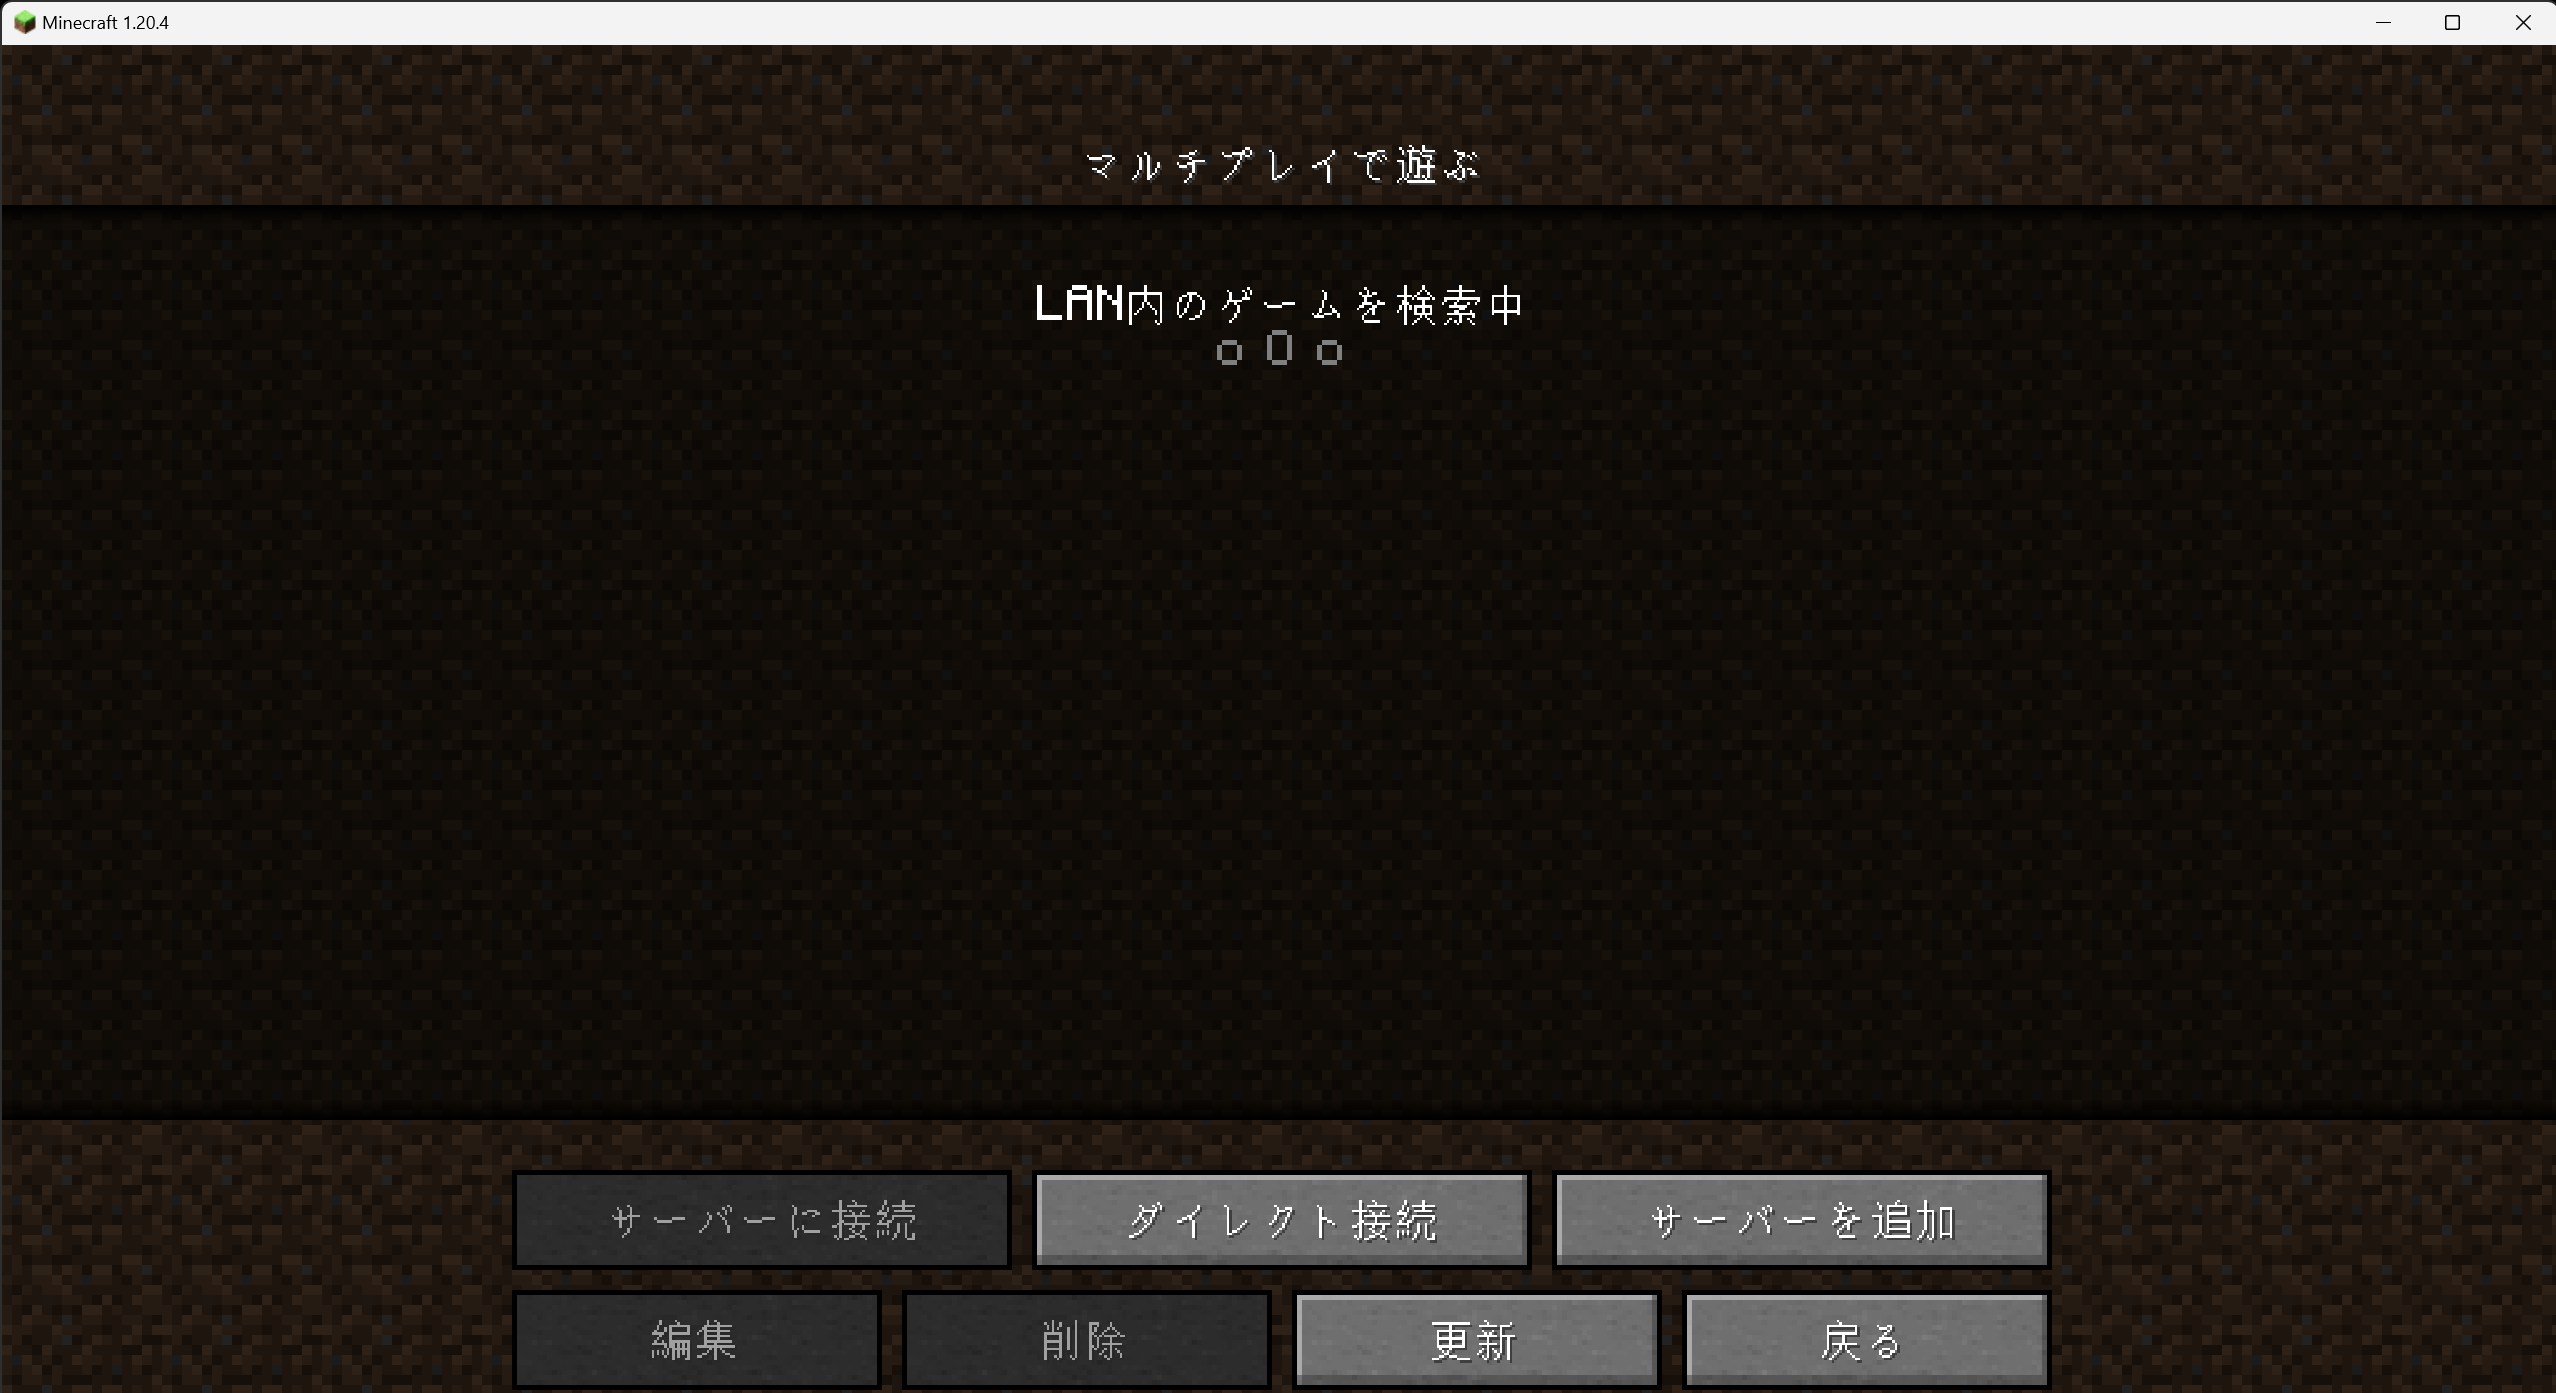 Minecraft 1.20.4
マルチプレイで遊ぶ
LAN内のゲームを検索中
o O o
サーバーに接続
ダイレクト接続
サーバーを追加
編集
削除
更新
戻る